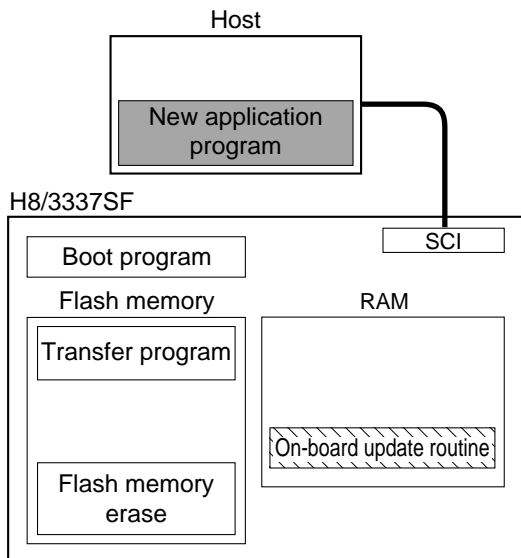 Host
New application
program
H8/3337SF
SCI
Boot program
Flash memory
RAM
Transfer program
On-board update routine
Flash memory
erase